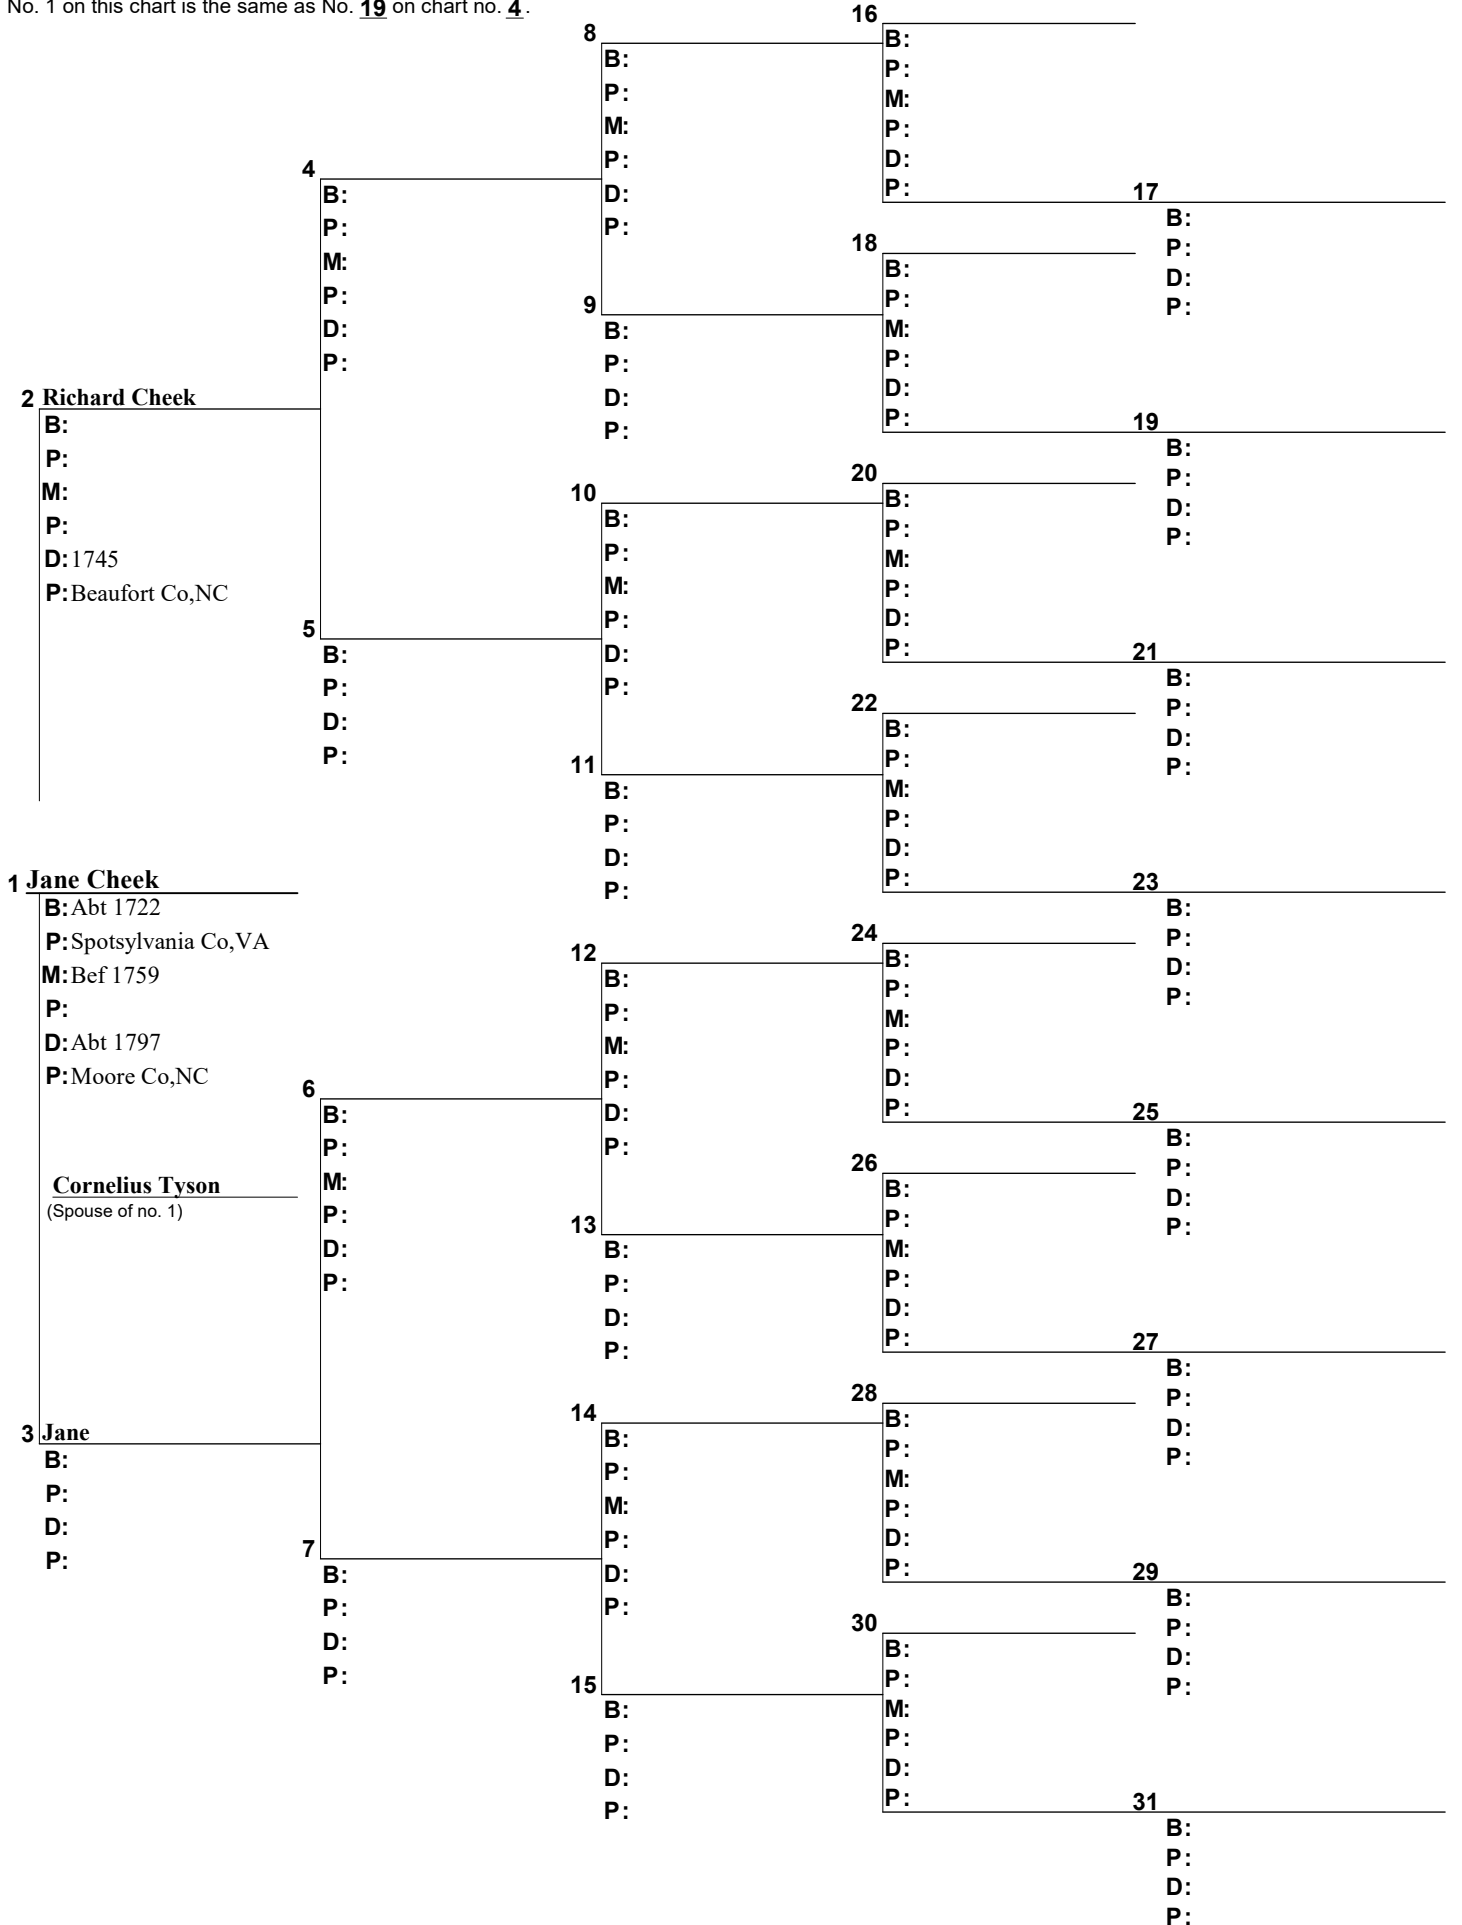 No. 1 on this chart is the same as No. 19 on chart no. 4.
16
B:
P:
M:
P:
D:
P:
8
B:
P:
M:
P:
D:
P:
17
B:
P:
D:
P:
4
B:
P:
M:
P:
D:
P:
18
B:
P:
M:
P:
D:
P:
9
B:
P:
D:
P:
19
B:
P:
D:
P:
2 Richard Cheek
B:
P:
M:
P:
D: 1745
P: Beaufort Co,NC
20
B:
P:
M:
P:
D:
P:
10
B:
P:
M:
P:
D:
P:
21
B:
P:
D:
P:
5
B:
P:
D:
P:
22
B:
P:
M:
P:
D:
P:
11
B:
P:
D:
P:
23
B:
P:
D:
P:
1 Jane Cheek
B: Abt 1722
P: Spotsylvania Co,VA
M: Bef 1759
P:
D: Abt 1797
P: Moore Co,NC
Cornelius Tyson
(Spouse of no. 1)
24
B:
P:
M:
P:
D:
P:
12
B:
P:
M:
P:
D:
P:
25
B:
P:
D:
P:
6
B:
P:
M:
P:
D:
P:
26
B:
P:
M:
P:
D:
P:
13
B:
P:
D:
P:
27
B:
P:
D:
P:
3 Jane
B:
P:
D:
P:
28
B:
P:
M:
P:
D:
P:
14
B:
P:
M:
P:
D:
P:
29
B:
P:
D:
P:
7
B:
P:
D:
P:
30
B:
P:
M:
P:
D:
P:
15
B:
P:
D:
P:
31
B:
P:
D:
P: